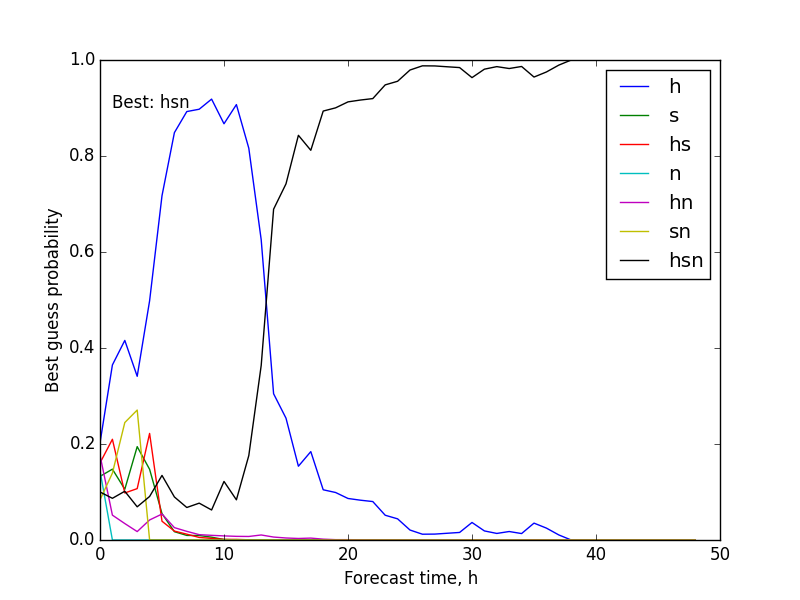 1.0
0.8
0.6
0.4
0.2
0.0
Best guess probability
Best: hsn
h
s
hs
n
hn
sn
hsn
0 10 20 30 40 50
Forecast time, h